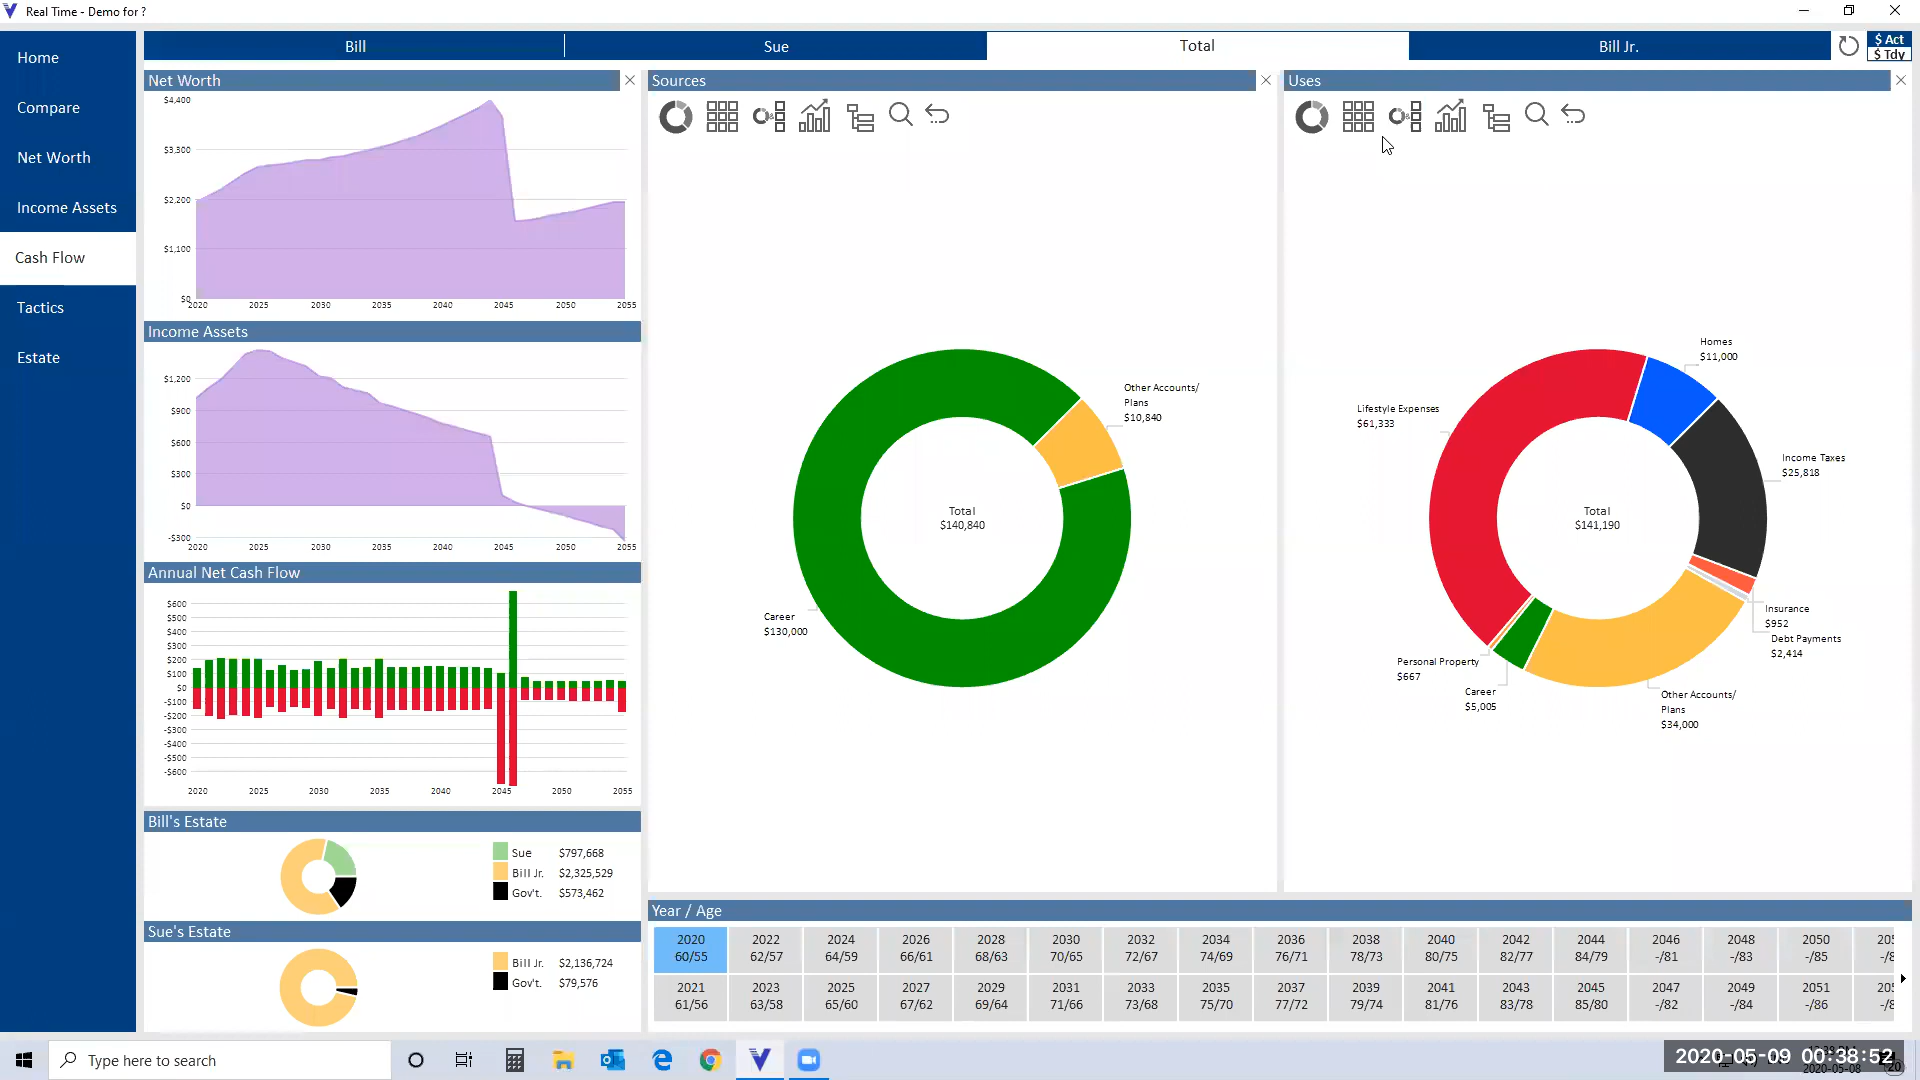 Real Time - Demo for ?
Home
Compare
Net Worth
Income Assets
Cash Flow
Tactics
Estate
Bill
Sue
Total
Bill Jr.
$ Act
$ Tdy
Net Worth
$4,400
$3,300
$2,200
$1,100
$0
2020 2025 2030 2035 2040 2045 2050 2055
Income Assets
$1,200
$900
$600
$300
$0
-$300
2020 2025 2030 2035 2040 2045 2050 2055
Annual Net Cash Flow
$600
$500
$400
$300
$200
$100
$0
-$100
-$200
-$300
-$400
-$500
-$600
2020 2025 2030 2035 2040 2045 2050 2055
Bill's Estate
Sue $797,668
Bill Jr. $2,325,529
Gov't. $573,462
Sue's Estate
Bill Jr. $2,136,724
Gov't. $79,576
Sources
Other Accounts/
Plans
$10,840
Total
$140,840
Career
$130,000
Uses
Homes
$11,000
Lifestyle Expenses
$61,333
Income Taxes
$25,818
Total
$141,190
Insurance
$952
Debt Payments
$2,414
Personal Property
$667
Career
$5,005
Other Accounts/
Plans
$34,000
Year / Age
2020 2022 2024 2026 2028 2030 2032 2034 2036 2038 2040 2042 2044 2046 2048 2050
60/55 62/57 64/59 66/61 68/63 70/65 72/67 74/69 76/71 78/73 80/75 82/77 84/79 -/81 -/83 -/85
2021 2023 2025 2027 2029 2031 2033 2035 2037 2039 2041 2043 2045 2047 2049 2051
61/56 63/58 65/60 67/62 69/64 71/66 73/68 75/70 77/72 79/74 81/76 83/78 85/80 -/82 -/84 -/86
Type here to search
2020-05-09 00:38:52
2020-05-08